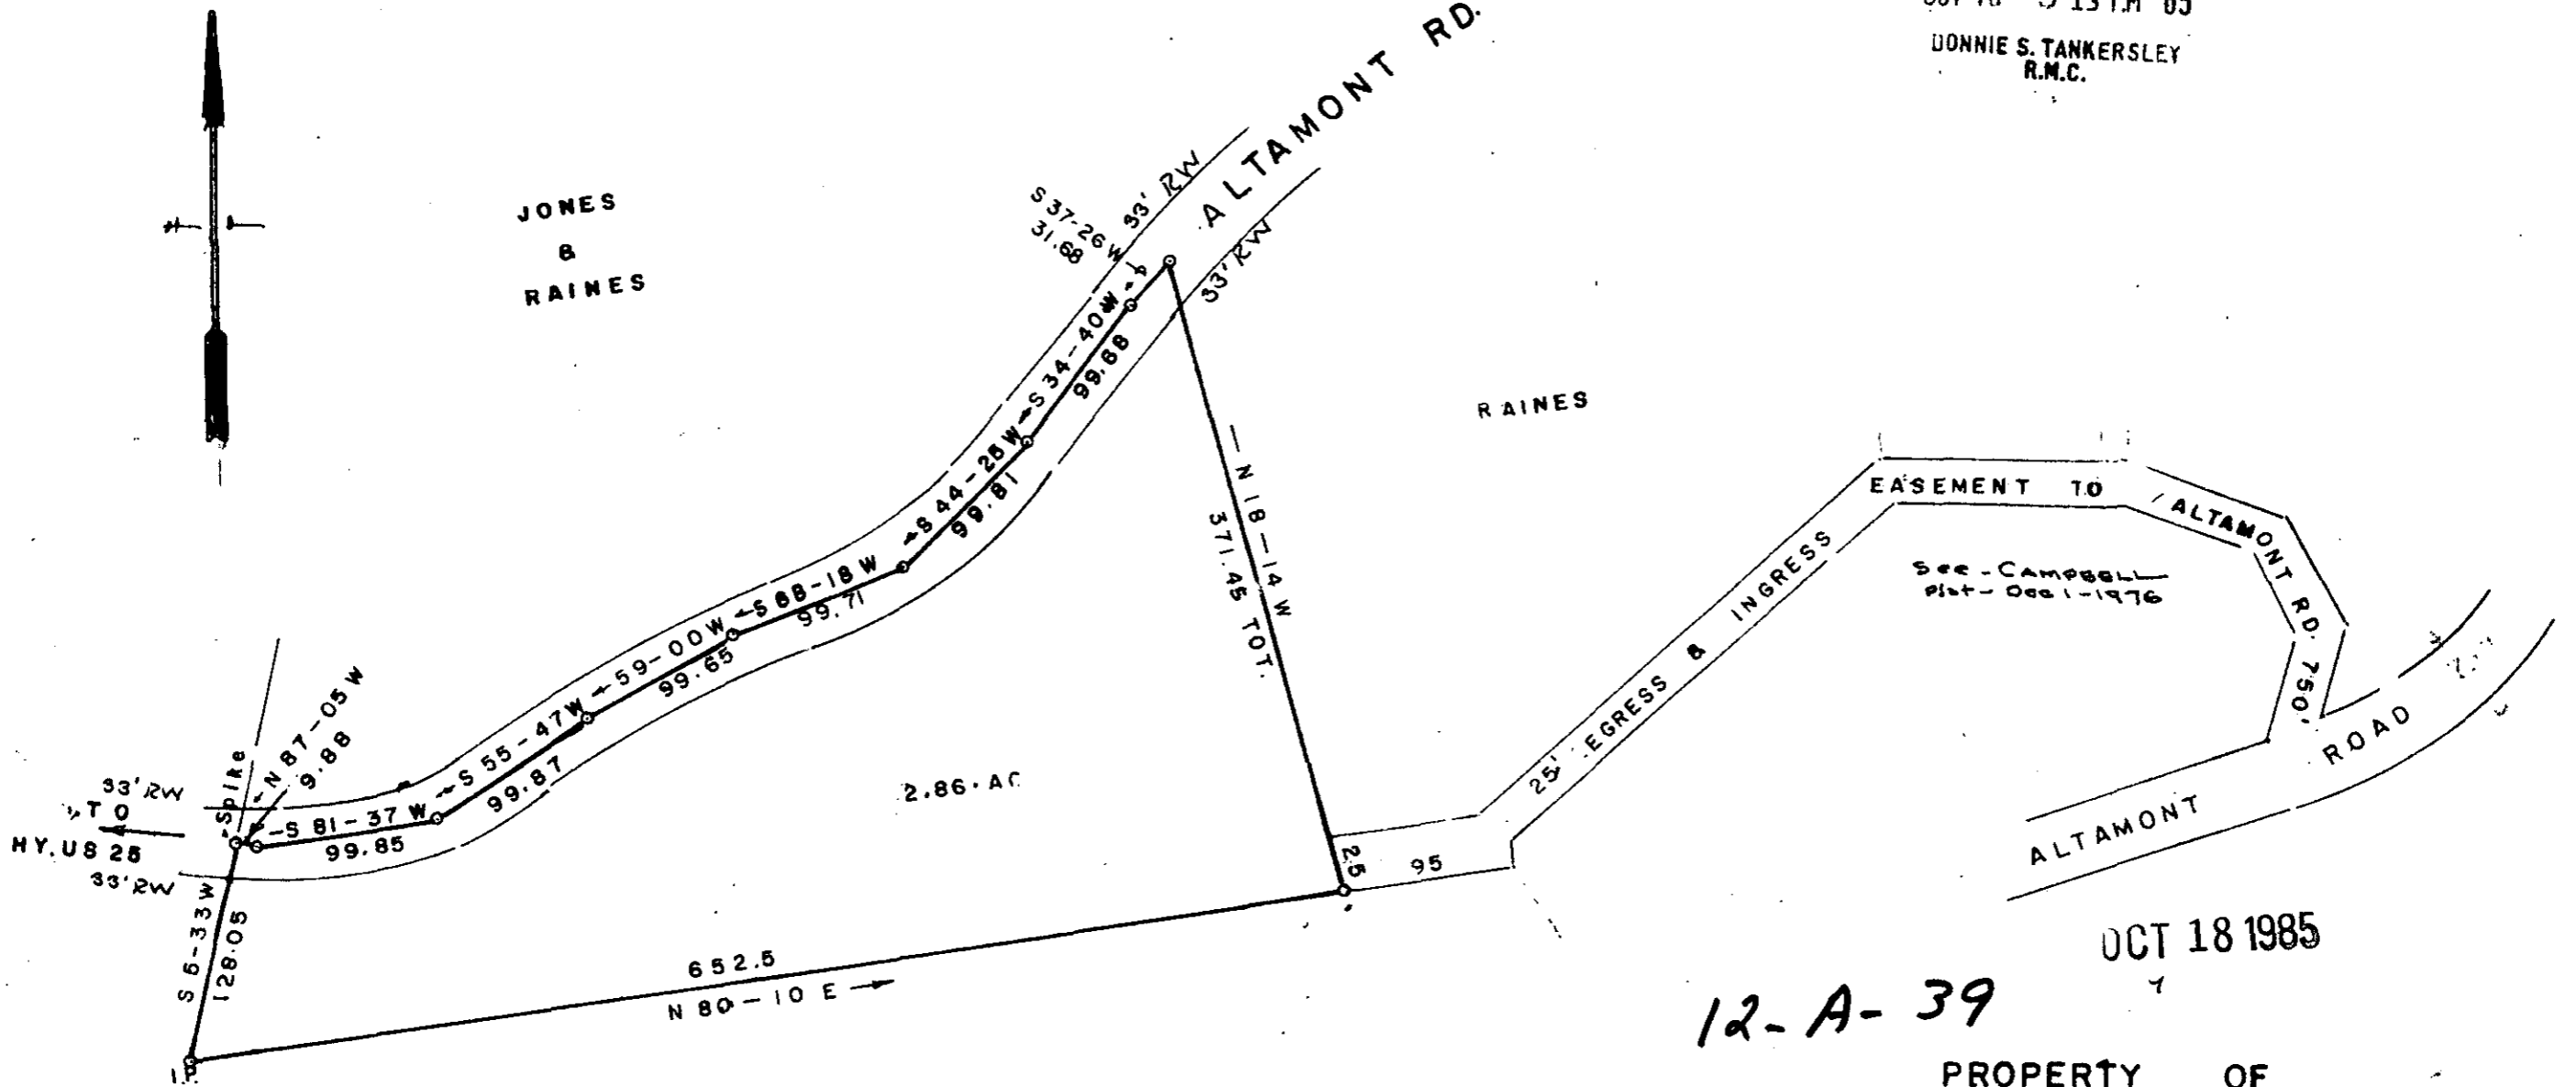 DONNIE S. TANKERSLEY
R.M.C.
ALTAMONT RD.
JONES
&
RAINES
S 37-26 W
31.68
33' RW
33' RW
S 34-40 W
99.68
S 44-25 W
99.81
S 68-18 W
99.71
59-00 W
99.65
S 55-47 W
99.87
S 81-37 W
99.85
N 87-05 W
9.88
Spike
33' RW
TO
HY. US 25
33' RW
S 5-33 W
128.05
I.P.
652.5
N 80-10 E
2.86 AC
N 18-14 W
371.45 TOT.
25
95
RAINES
25' EGRESS & INGRESS
EASEMENT TO
ALTAMONT RD. 750'
See - CAMPBELL
Plat - Dec 1-1976
ALTAMONT ROAD
OCT 18 1985
12-A-39
PROPERTY OF